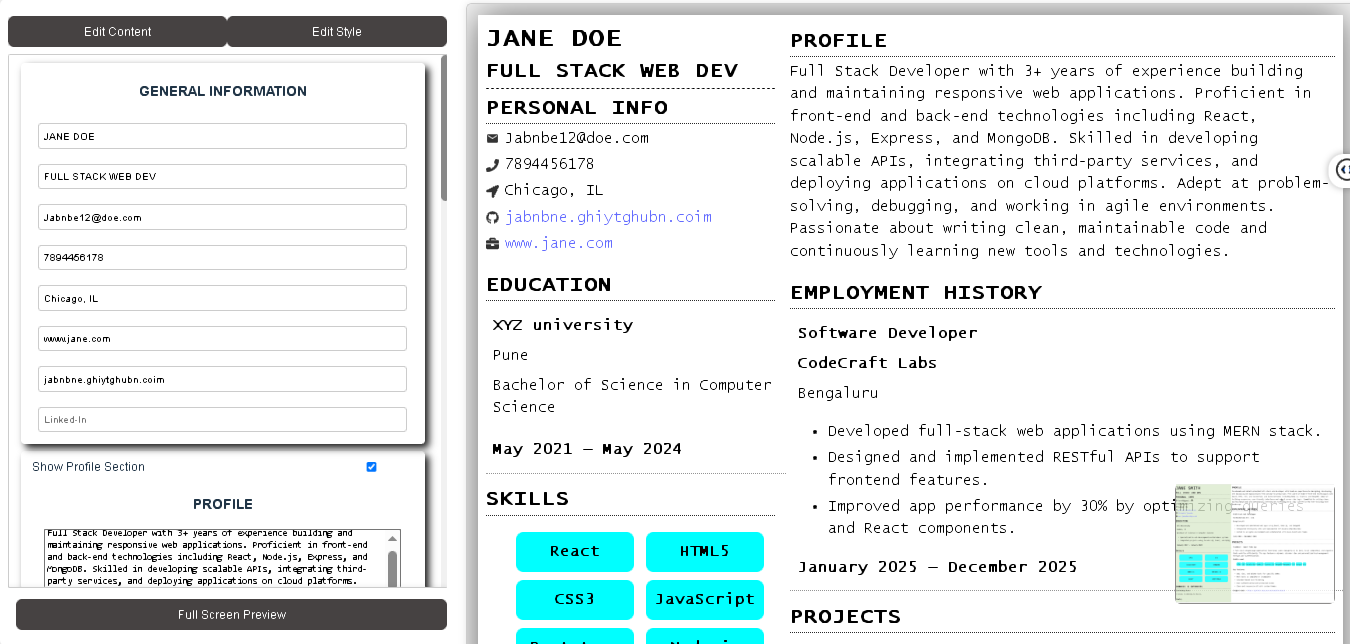 Edit Content
Edit Style
GENERAL INFORMATION
JANE DOE
FULL STACK WEB DEV
Jabnbe12@doe.com
7894456178
Chicago, IL
www.jane.com
jabnbne.ghiytghubn.coim
Linked-In
Show Profile Section
PROFILE
Full Stack Developer with 3+ years of experience building and
maintaining responsive web applications. Proficient in front-end
and back-end technologies including React, Node.js, Express, and
MongoDB. Skilled in developing scalable APIs, integrating third-
party services, and deploying applications on cloud platforms.
Full Screen Preview
JANE DOE
FULL STACK WEB DEV
PERSONAL INFO
Jabnbe12@doe.com
7894456178
Chicago, IL
jabnbne.ghiytghubn.coim
www.jane.com
EDUCATION
XYZ university
Pune
Bachelor of Science in Computer
Science
May 2021 — May 2024
SKILLS
React
HTML5
CSS3
JavaScript
PROFILE
Full Stack Developer with 3+ years of experience building
and maintaining responsive web applications. Proficient in
front-end and back-end technologies including React,
Node.js, Express, and MongoDB. Skilled in developing
scalable APIs, integrating third-party services, and
deploying applications on cloud platforms. Adept at problem-
solving, debugging, and working in agile environments.
Passionate about writing clean, maintainable code and
continuously learning new tools and technologies.
EMPLOYMENT HISTORY
Software Developer
CodeCraft Labs
Bengaluru
• Developed full-stack web applications using MERN stack.
• Designed and implemented RESTful APIs to support
frontend features.
• Improved app performance by 30% by optimizing queries
and React components.
January 2025 — December 2025
PROJECTS